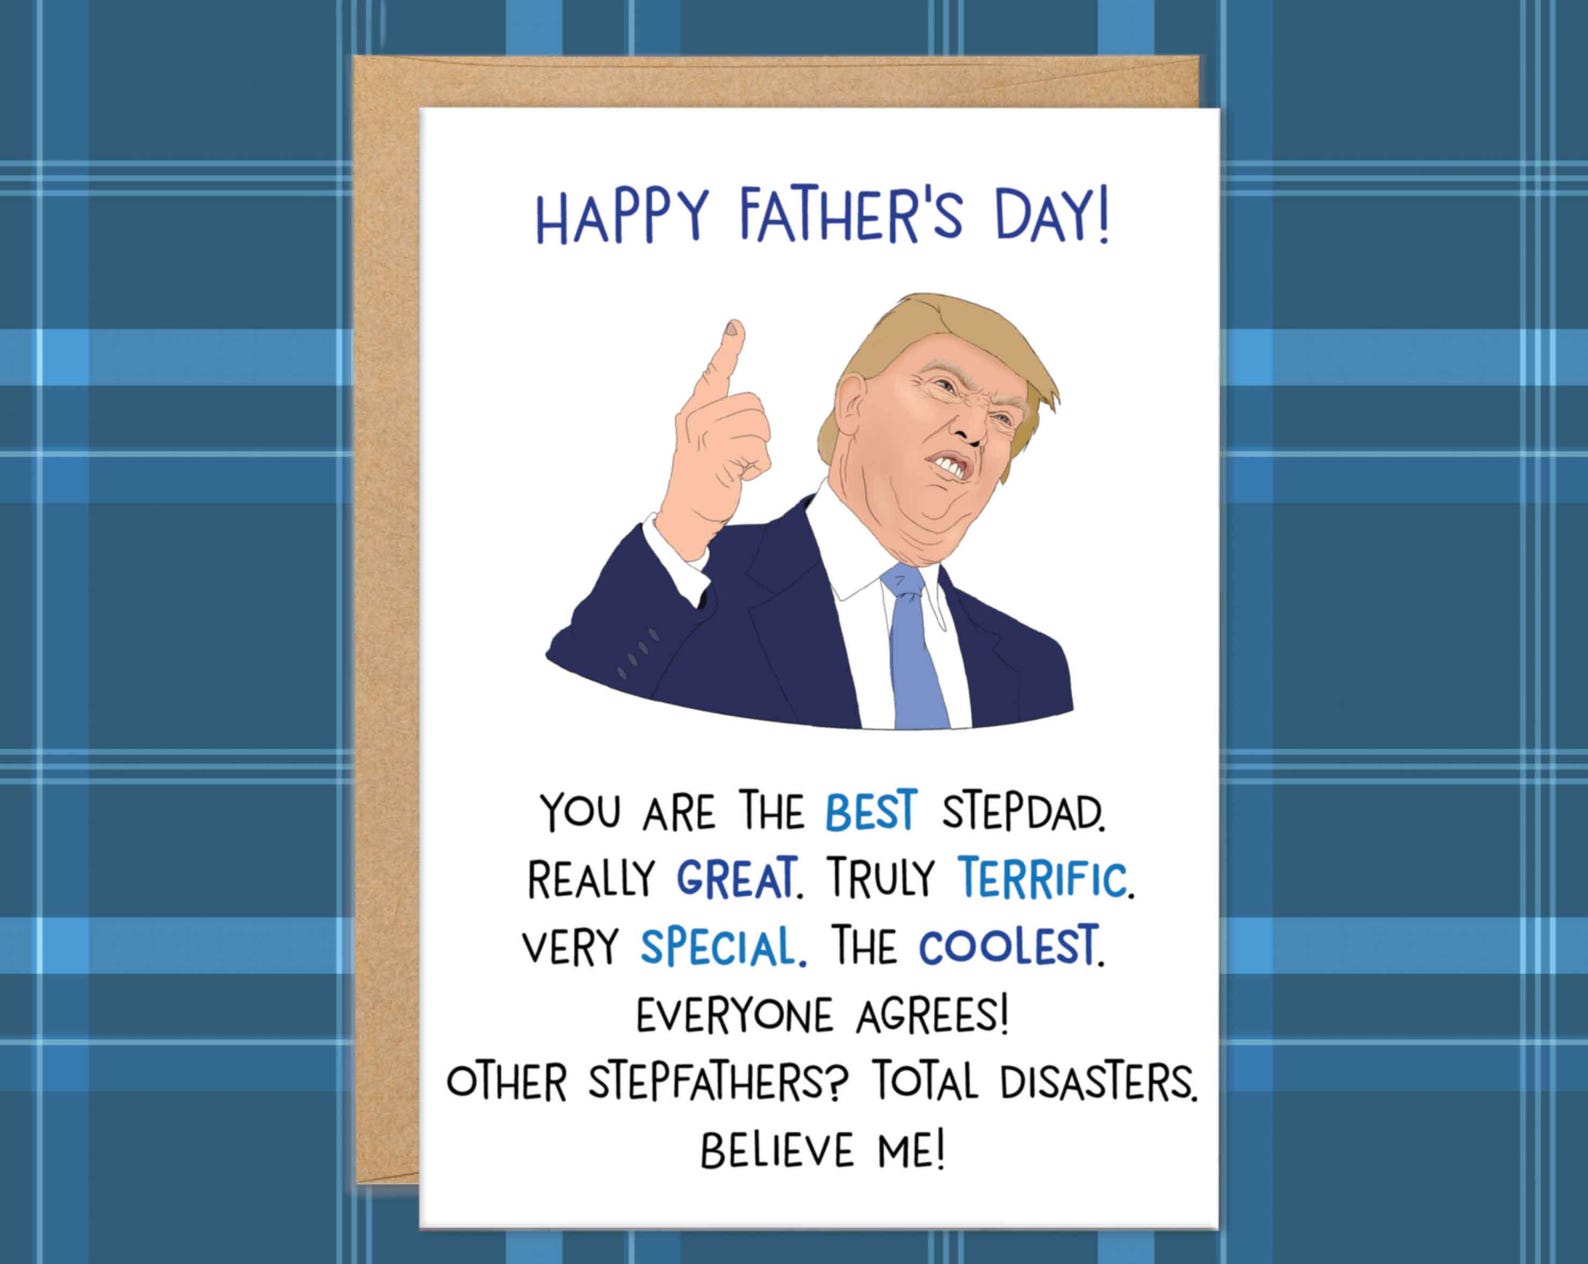 HAPPY FATHER'S DAY!
YOU ARE THE BEST STEPDAD.
REALLY GREAT. TRULY TERRIFIC.
VERY SPECIAL. THE COOLEST.
EVERYONE AGREES!
OTHER STEPFATHERS? TOTAL DISASTERS.
BELIEVE ME!